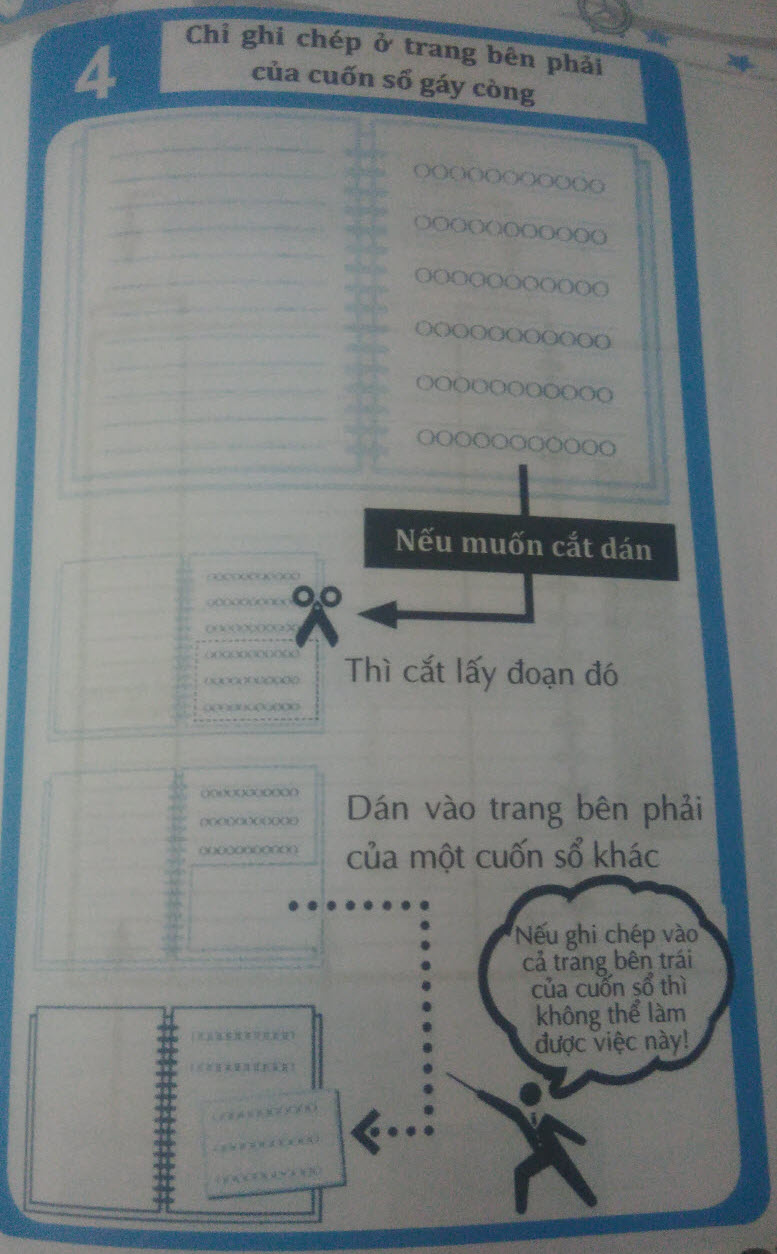 4
Chỉ ghi chép ở trang bên phải
của cuốn sổ gáy còng
OOOOOOOOOOO
OOOOOOOOOOO
OOOOOOOOOOO
OOOOOOOOOOO
OOOOOOOOOOO
OOOOOOOOOOO
Nếu muốn cắt dán
Thì cắt lấy đoạn đó
Dán vào trang bên phải
của một cuốn sổ khác
Nếu ghi chép vào
cả trang bên trái
của cuốn sổ thì
không thể làm
được việc này!